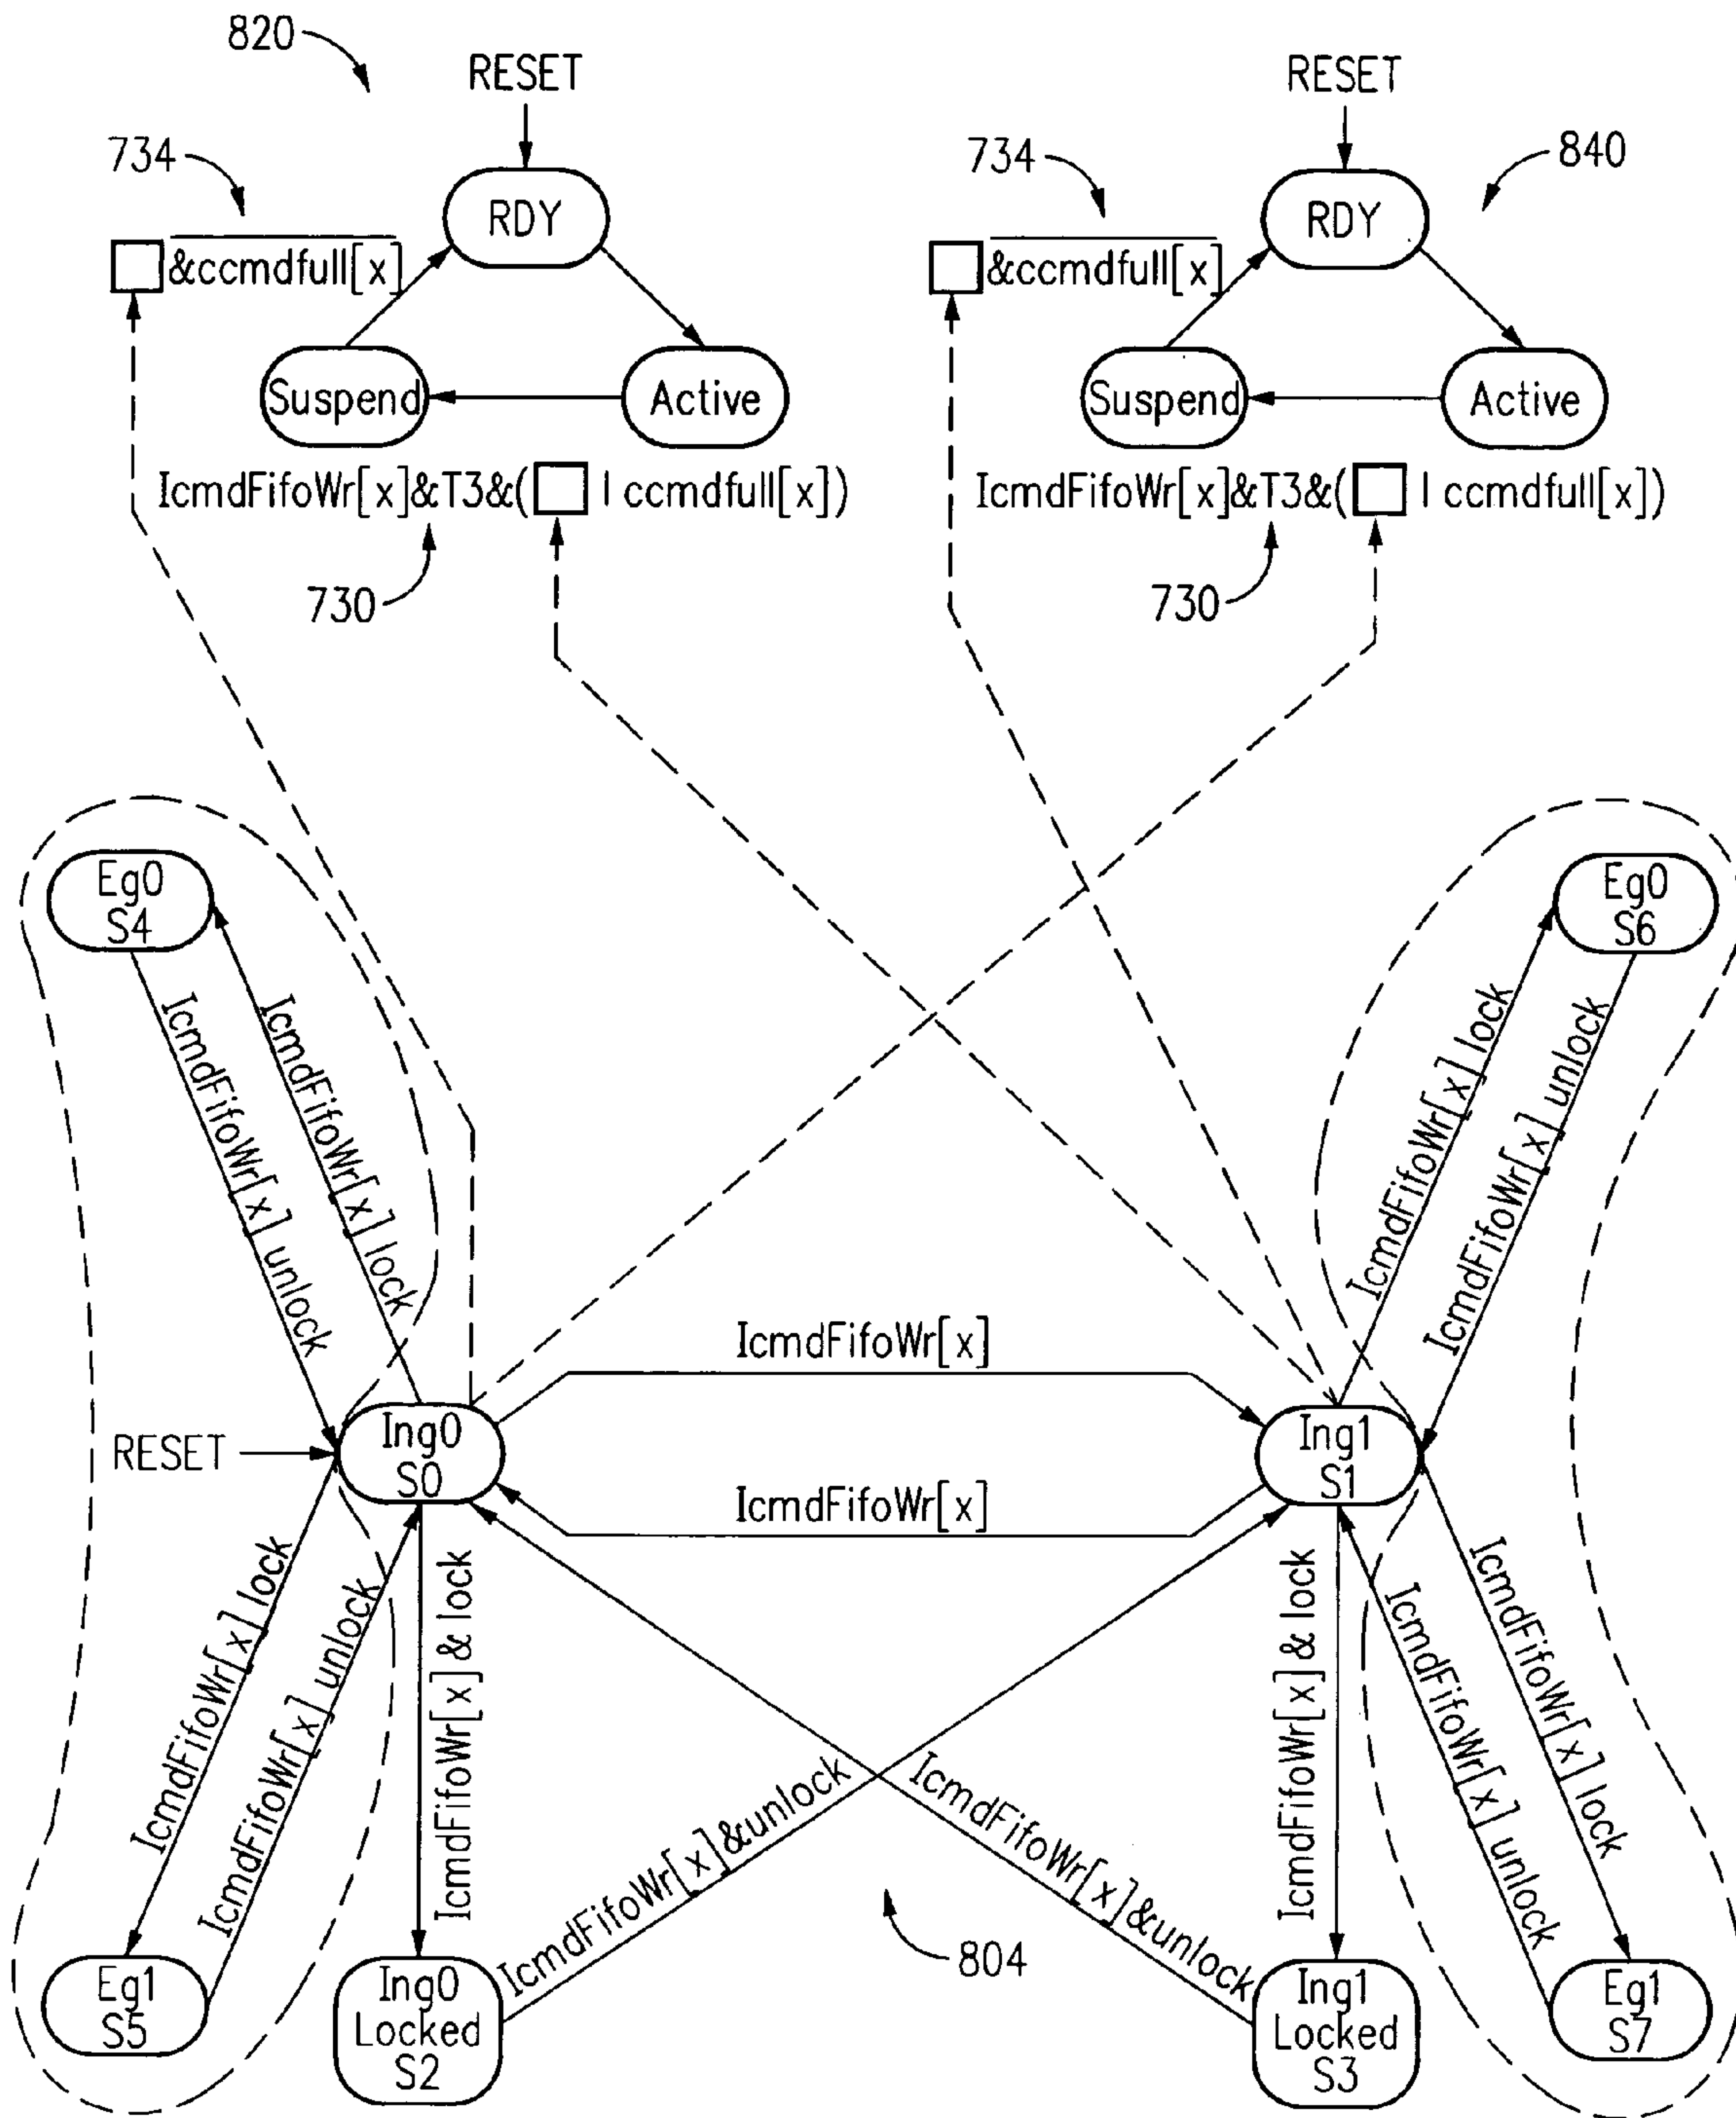 820
RESET
RESET
734
734
840
RDY
RDY
&ccmdfull[x]
&ccmdfull[x]
Suspend
Active
Suspend
Active
IcmdFifoWr[x]&T3&( | ccmdfull[x])
IcmdFifoWr[x]&T3&( | ccmdfull[x])
730
730
Eg0
S4
Eg0
S6
IcmdFifoWr[x] unlock
IcmdFifoWr[x] lock
IcmdFifoWr[x] lock
IcmdFifoWr[x] unlock
IcmdFifoWr[x]
RESET
Ing0
S0
Ing1
S1
IcmdFifoWr[x]
IcmdFifoWr[x] lock
IcmdFifoWr[x] unlock
IcmdFifoWr[x] & lock
IcmdFifoWr[x]&unlock
IcmdFifoWr[x]&unlock
IcmdFifoWr[x] & lock
IcmdFifoWr[x] unlock
IcmdFifoWr[x] lock
804
Eg1
S5
Ing0
Locked
S2
Ing1
Locked
S3
Eg1
S7